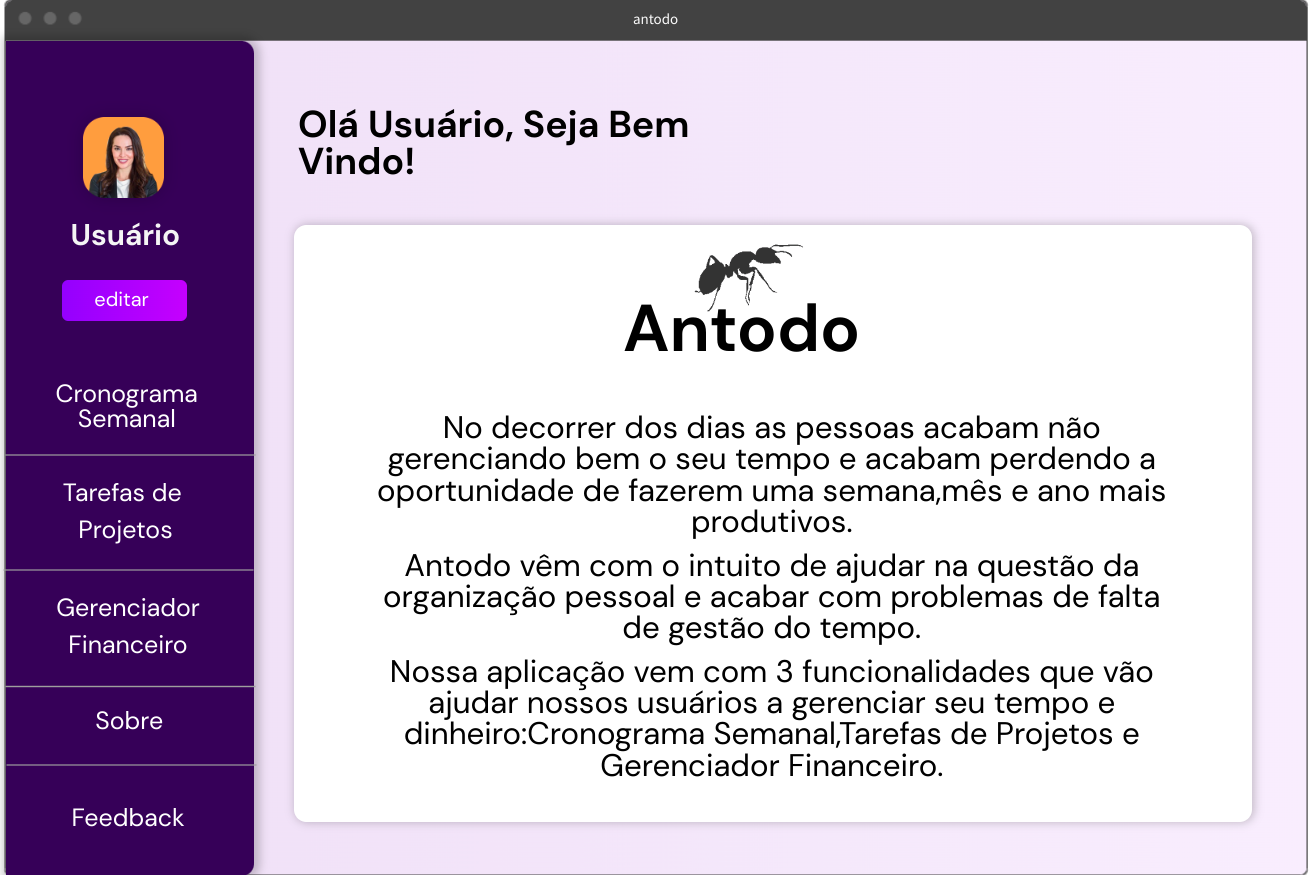 antodo
Usuário
editar
Cronograma
Semanal
Tarefas de
Projetos
Gerenciador
Financeiro
Sobre
Feedback
Olá Usuário, Seja Bem
Vindo!
Antodo
No decorrer dos dias as pessoas acabam não
gerenciando bem o seu tempo e acabam perdendo a
oportunidade de fazerem uma semana,mês e ano mais
produtivos.
Antodo vêm com o intuito de ajudar na questão da
organização pessoal e acabar com problemas de falta
de gestão do tempo.
Nossa aplicação vem com 3 funcionalidades que vão
ajudar nossos usuários a gerenciar seu tempo e
dinheiro:Cronograma Semanal,Tarefas de Projetos e
Gerenciador Financeiro.